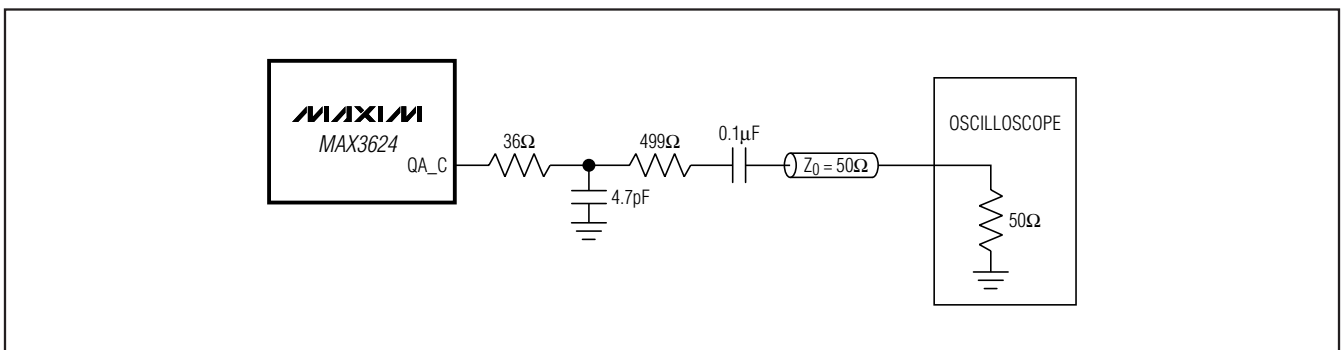 MAXIM
MAX3624
QA_C
36Ω
4.7pF
499Ω
0.1μF
Z0 = 50Ω
OSCILLOSCOPE
50Ω